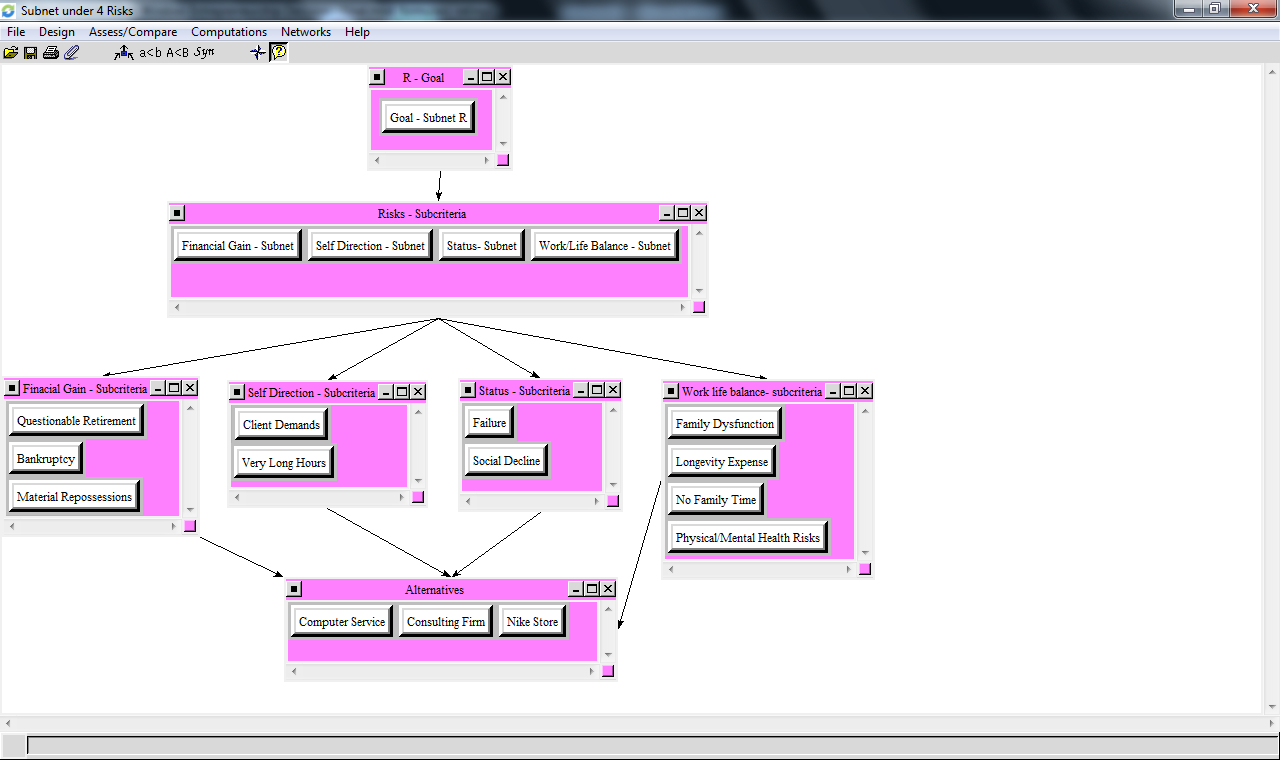 Subnet under 4 Risks
File Design Assess/Compare Computations Networks Help
a<b A<B Syn
R - Goal
Goal - Subnet R
Risks - Subcriteria
Financial Gain - Subnet Self Direction - Subnet Status- Subnet Work/Life Balance - Subnet
Finacial Gain - Subcriteria
Questionable Retirement
Bankruptcy
Material Repossessions
Self Direction - Subcriteria
Client Demands
Very Long Hours
Status - Subcriteria
Failure
Social Decline
Work life balance- subcriteria
Family Dysfunction
Longevity Expense
No Family Time
Physical/Mental Health Risks
Alternatives
Computer Service Consulting Firm Nike Store